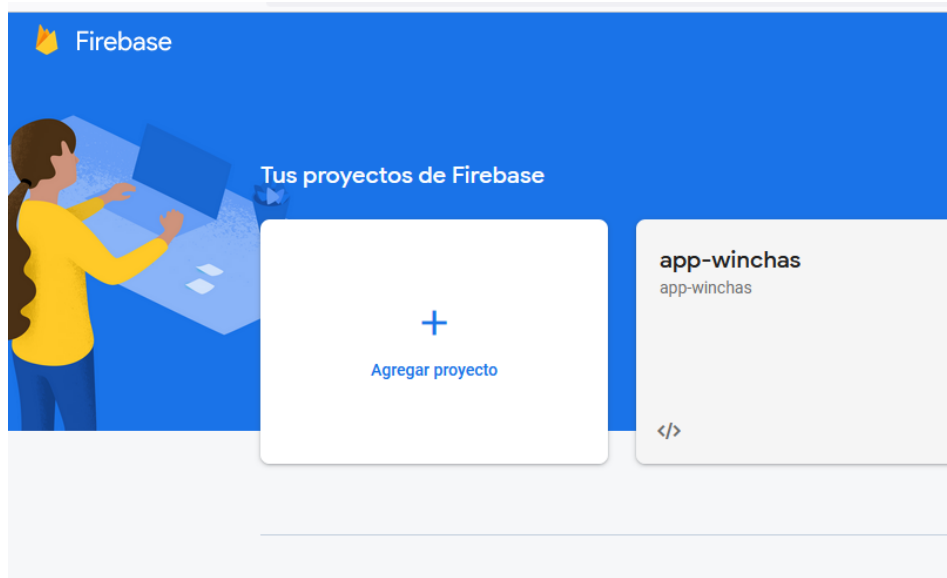 Firebase
Tus proyectos de Firebase
Agregar proyecto
app-winchas
app-winchas
</>